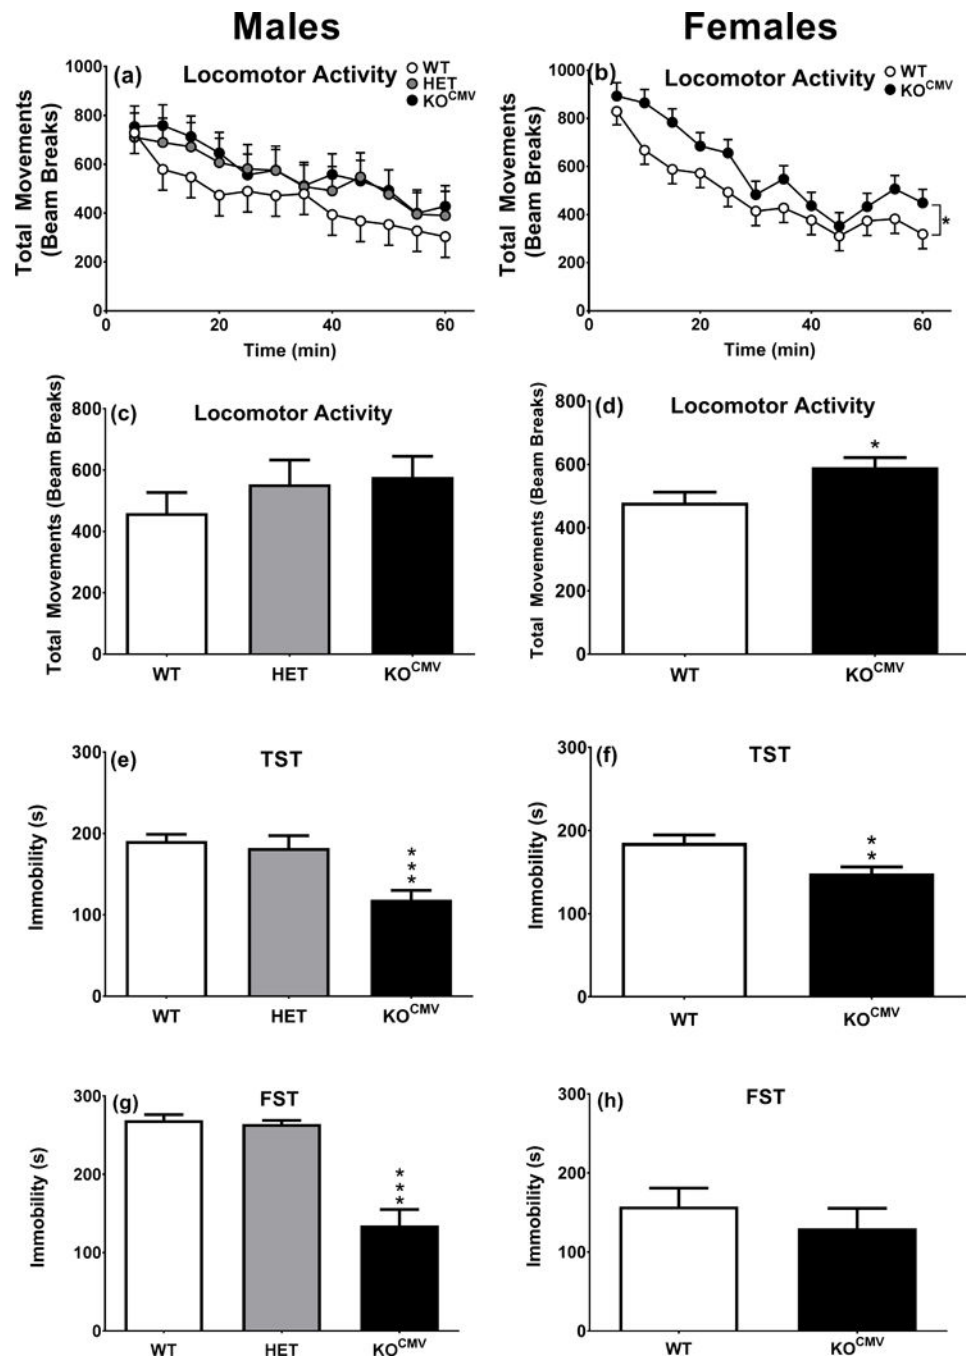 Males
Females
(a)
Locomotor Activity
WT
HET
KO^CMV
Total Movements
(Beam Breaks)
1000
800
600
400
200
0
0
20
40
60
Time (min)
(b)
Locomotor Activity
WT
KO^CMV
Total Movements
(Beam Breaks)
1000
800
600
400
200
0
*
0
20
40
60
Time (min)
(c)
Locomotor Activity
Total Movements (Beam Breaks)
800
600
400
200
0
WT
HET
KO^CMV
(d)
Locomotor Activity
Total Movements (Beam Breaks)
800
600
400
200
0
*
WT
KO^CMV
(e)
TST
Immobility (s)
300
200
100
0
***
WT
HET
KO^CMV
(f)
TST
Immobility (s)
300
200
100
0
**
WT
KO^CMV
(g)
FST
Immobility (s)
300
200
100
0
***
WT
HET
KO^CMV
(h)
FST
Immobility (s)
300
200
100
0
WT
KO^CMV